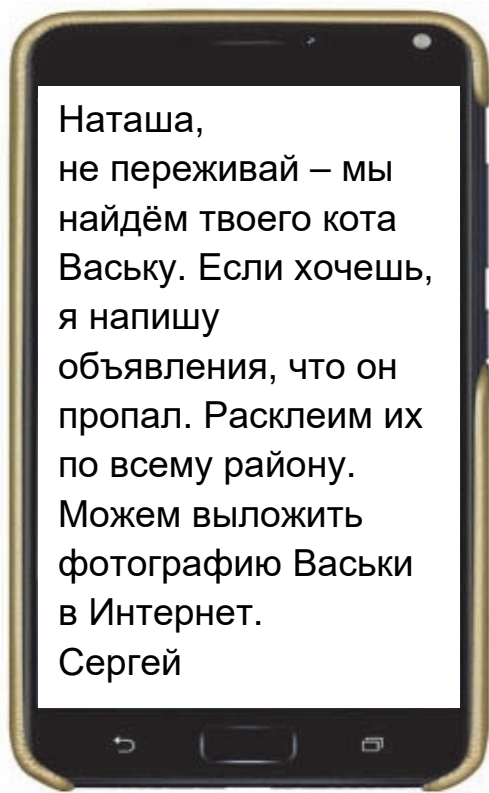 Наташа,
не переживай – мы
найдём твоего кота
Ваську. Если хочешь,
я напишу
объявления, что он
пропал. Расклеим их
по всему району.
Можем выложить
фотографию Васьки
в Интернет.
Сергей